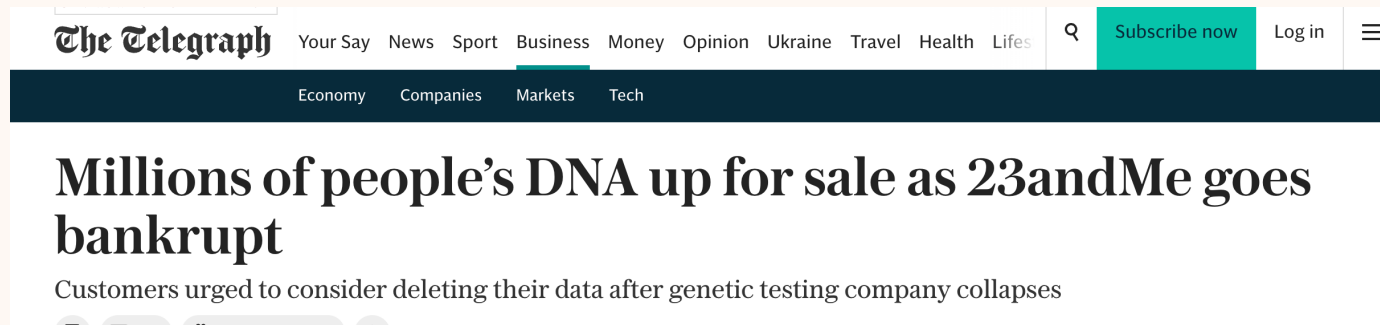 The Telegraph
Your Say News Sport Business Money Opinion Ukraine Travel Health Lifes
Subscribe now
Log in
Economy Companies Markets Tech
Millions of people’s DNA up for sale as 23andMe goes
bankrupt
Customers urged to consider deleting their data after genetic testing company collapses